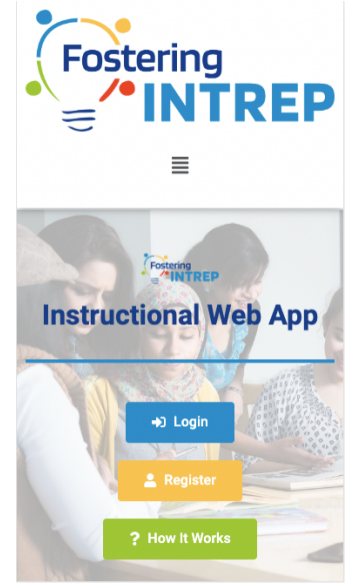 Fostering
INTREP
Fostering
INTREP
Instructional Web App
Login
Register
How It Works